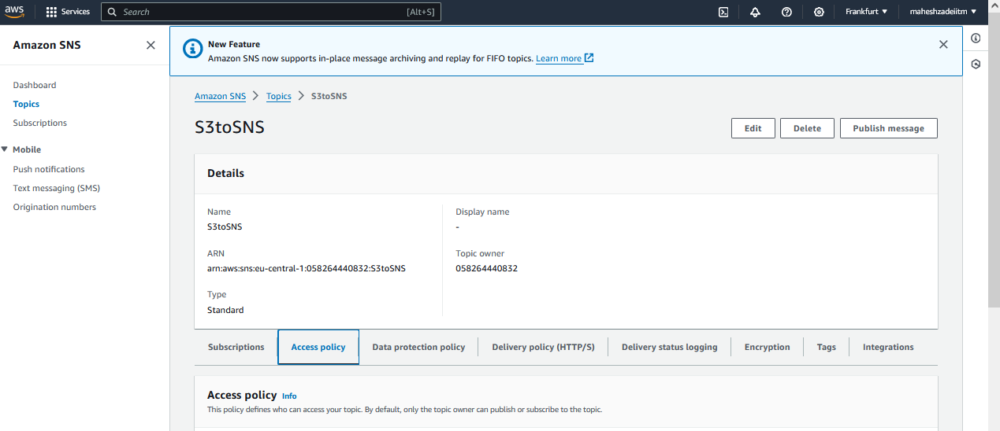 aws Services Search [Alt+S] Frankfurt ▼ maheshzadeiitm ▼
Amazon SNS
Dashboard
Topics
Subscriptions
Mobile
Push notifications
Text messaging (SMS)
Origination numbers
New Feature
Amazon SNS now supports in-place message archiving and replay for FIFO topics. Learn more
Amazon SNS > Topics > S3toSNS
S3toSNS
Edit Delete Publish message
Details
Name
S3toSNS
ARN
arn:aws:sns:eu-central-1:058264440832:S3toSNS
Type
Standard
Display name
-
Topic owner
058264440832
Subscriptions Access policy Data protection policy Delivery policy (HTTP/S) Delivery status logging Encryption Tags Integrations
Access policy Info
This policy defines who can access your topic. By default, only the topic owner can publish or subscribe to the topic.